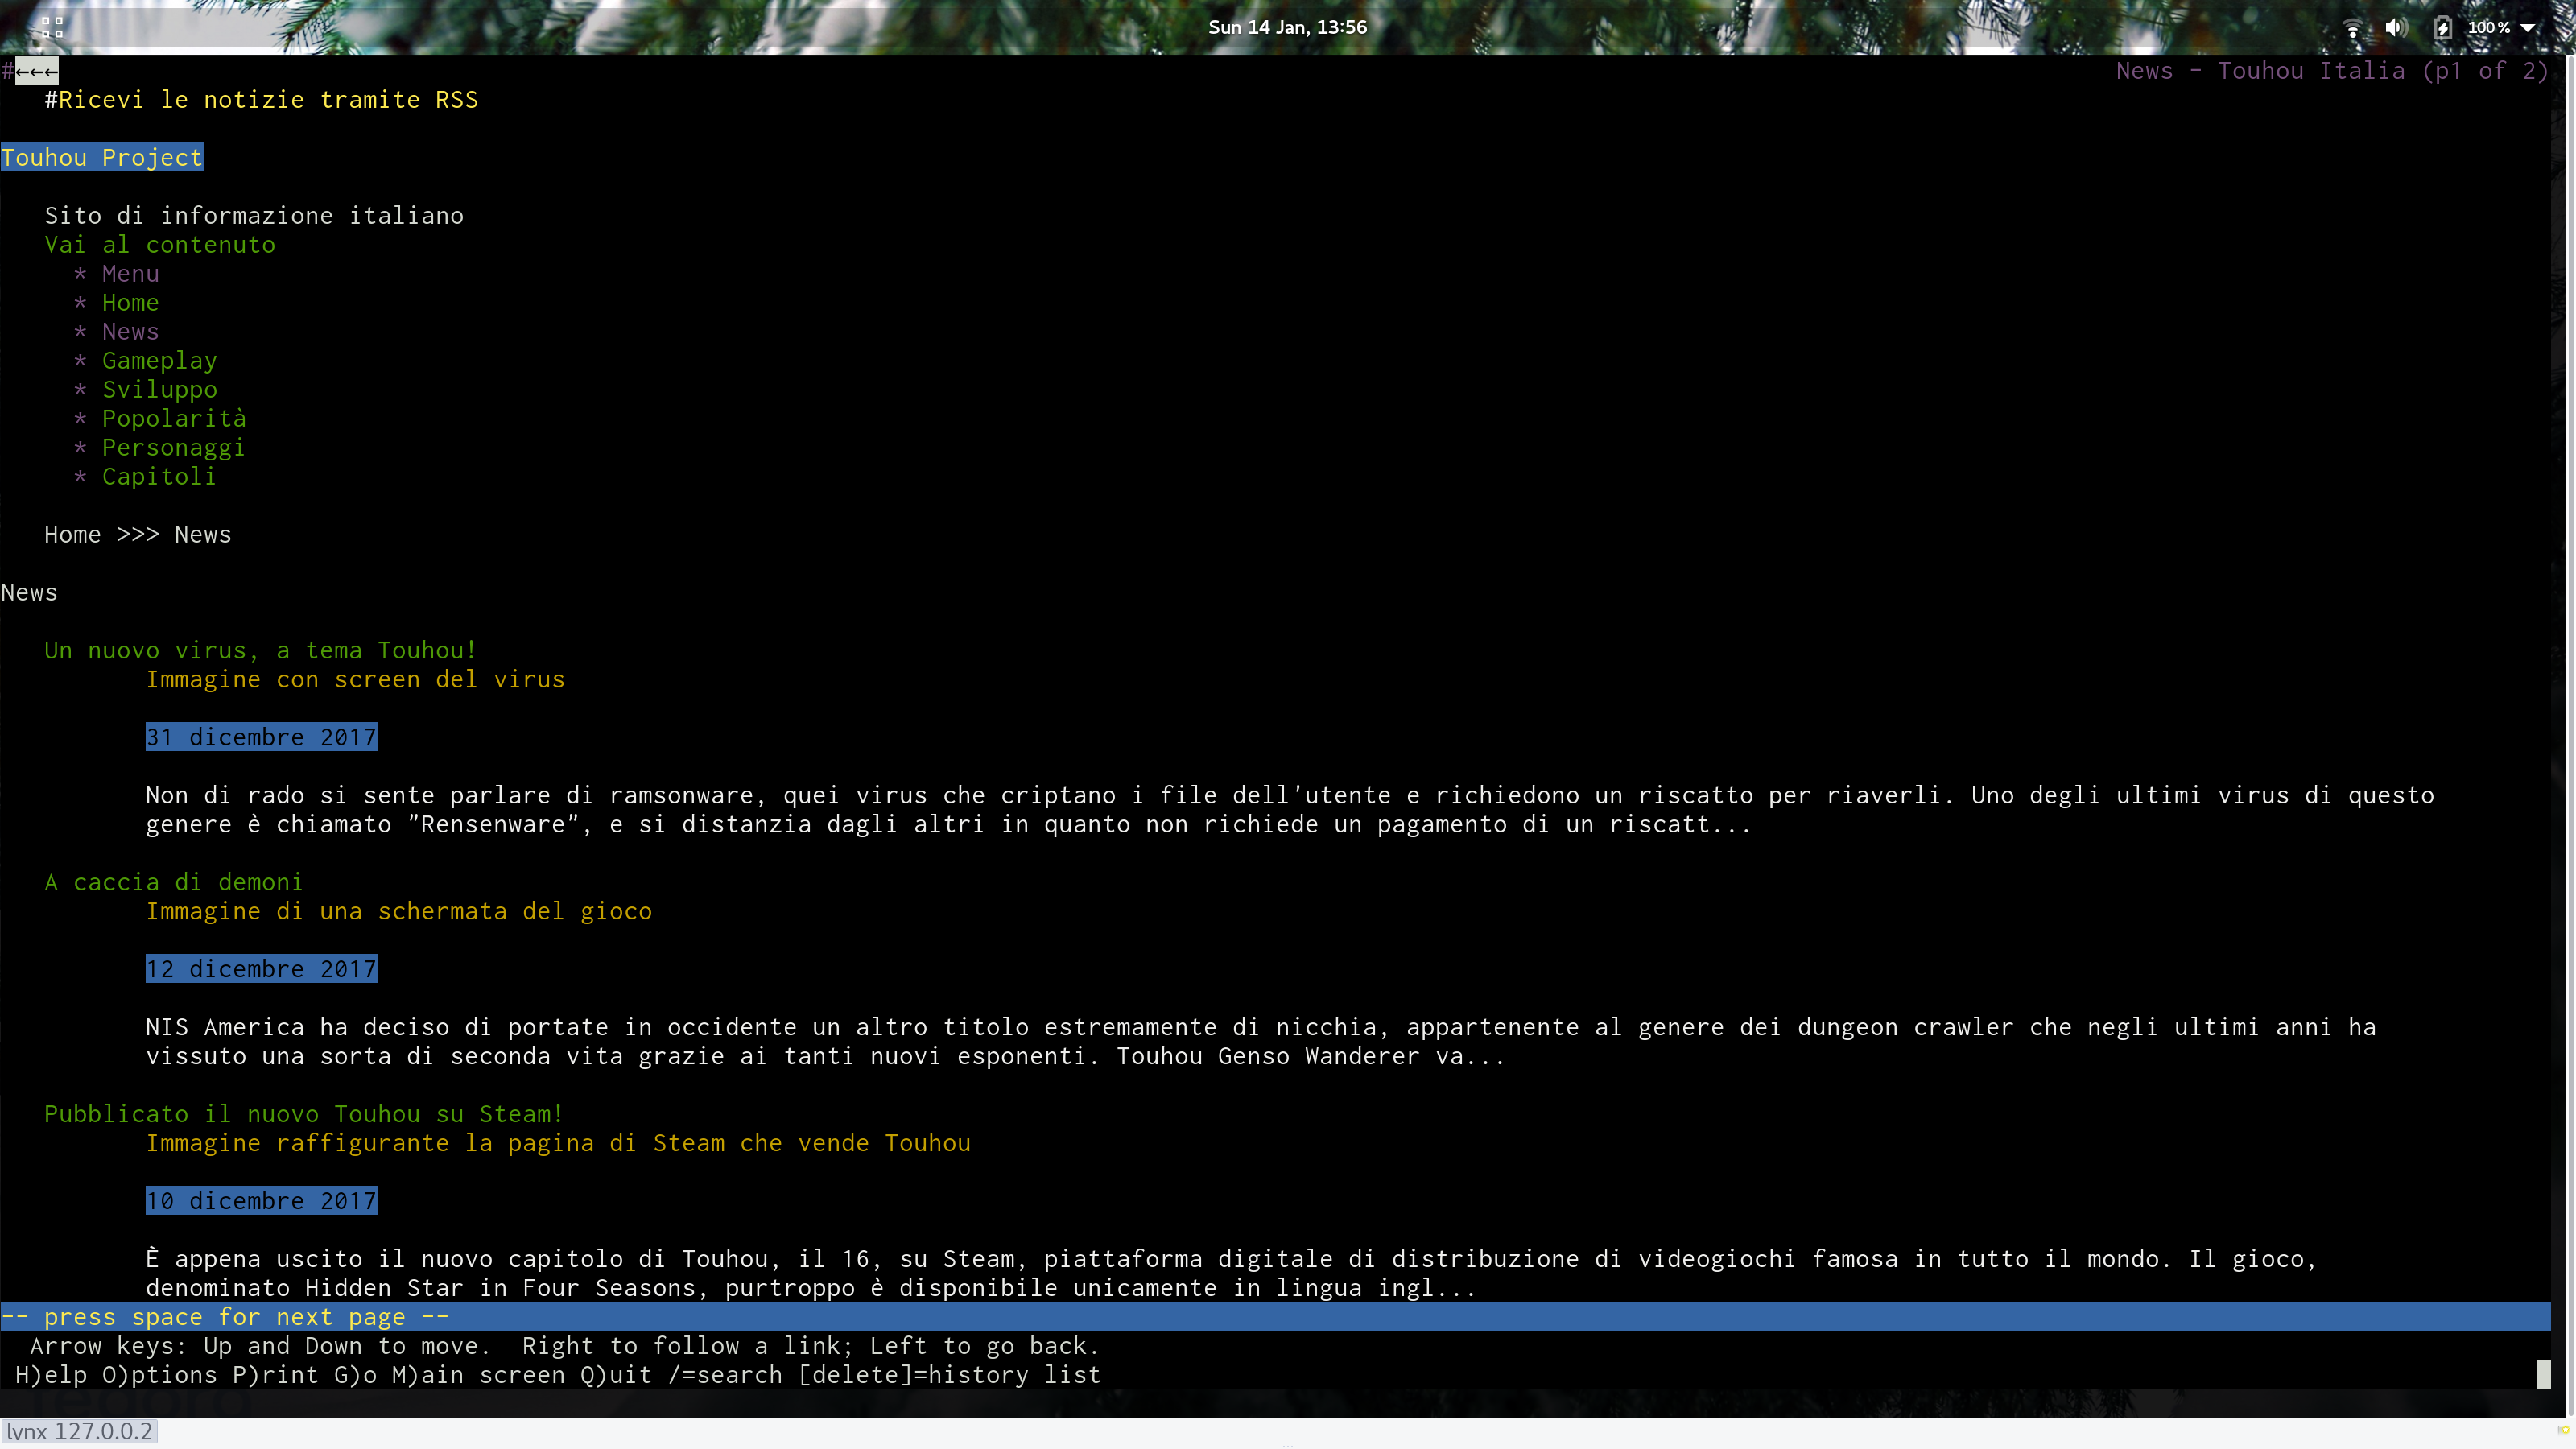 Sun 14 Jan, 13:56
100 %
#←←← News - Touhou Italia (p1 of 2)
#Ricevi le notizie tramite RSS
Touhou Project
Sito di informazione italiano
Vai al contenuto
* Menu
* Home
* News
* Gameplay
* Sviluppo
* Popolarità
* Personaggi
* Capitoli
Home >>> News
News
Un nuovo virus, a tema Touhou!
Immagine con screen del virus
31 dicembre 2017
Non di rado si sente parlare di ramsonware, quei virus che criptano i file dell'utente e richiedono un riscatto per riaverli. Uno degli ultimi virus di questo
genere è chiamato "Rensenware", e si distanzia dagli altri in quanto non richiede un pagamento di un riscatt...
A caccia di demoni
Immagine di una schermata del gioco
12 dicembre 2017
NIS America ha deciso di portate in occidente un altro titolo estremamente di nicchia, appartenente al genere dei dungeon crawler che negli ultimi anni ha
vissuto una sorta di seconda vita grazie ai tanti nuovi esponenti. Touhou Genso Wanderer va...
Pubblicato il nuovo Touhou su Steam!
Immagine raffigurante la pagina di Steam che vende Touhou
10 dicembre 2017
È appena uscito il nuovo capitolo di Touhou, il 16, su Steam, piattaforma digitale di distribuzione di videogiochi famosa in tutto il mondo. Il gioco,
denominato Hidden Star in Four Seasons, purtroppo è disponibile unicamente in lingua ingl...
-- press space for next page --
Arrow keys: Up and Down to move.  Right to follow a link; Left to go back.
H)elp O)ptions P)rint G)o M)ain screen Q)uit /=search [delete]=history list
lynx 127.0.0.2